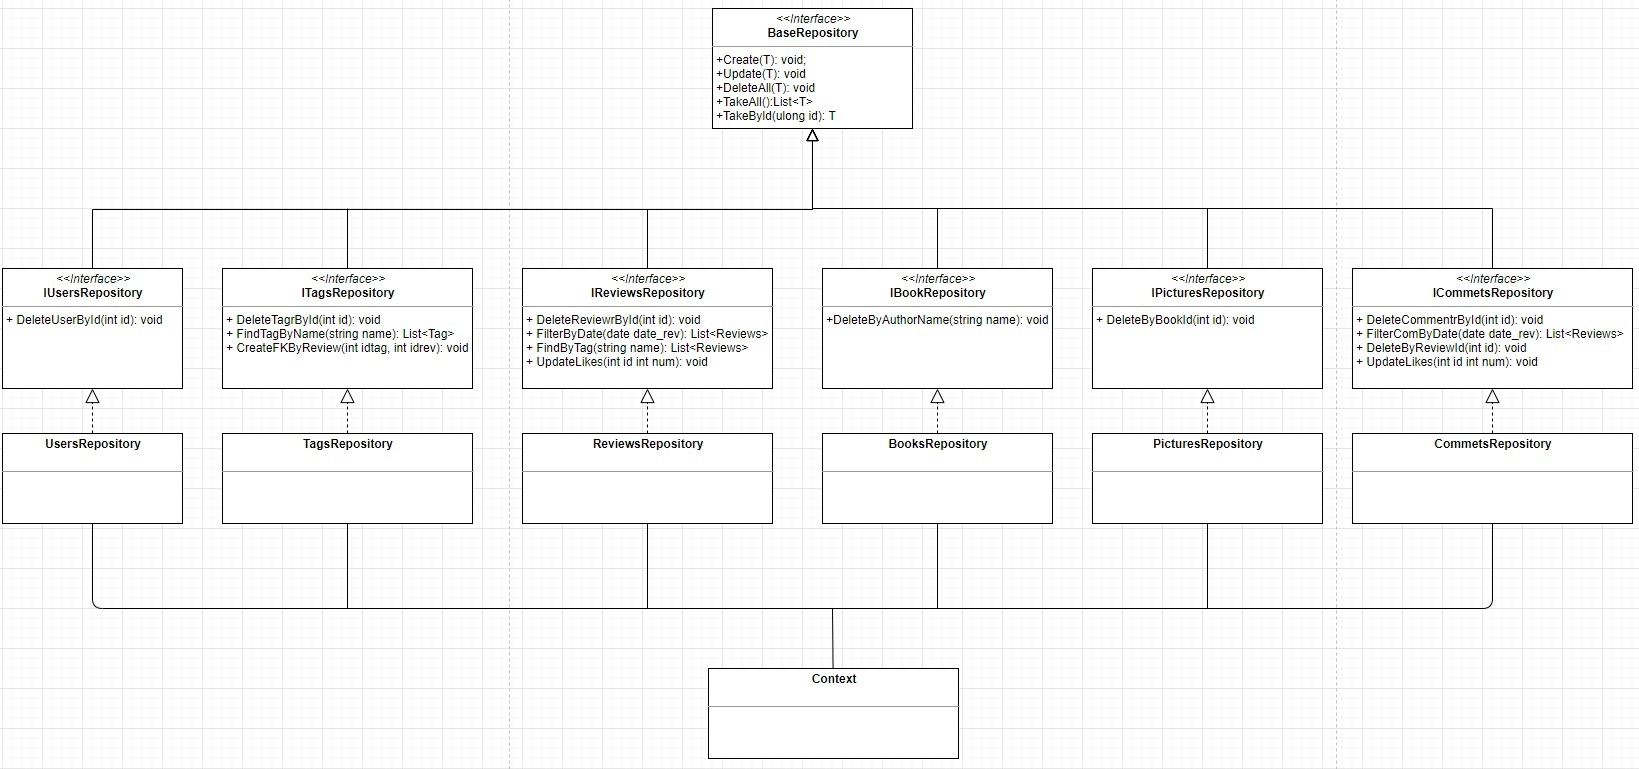 <<Interface>>
BaseRepository
+Create(T): void;
+Update(T): void
+DeleteAll(T): void
+TakeAll():List<T>
+TakeById(ulong id): T
<<Interface>>
IUsersRepository
+ DeleteUserById(int id): void
<<Interface>>
ITagsRepository
+ DeleteTagrById(int id): void
+ FindTagByName(string name): List<Tag>
+ CreateFKByReview(int idtag, int idrev): void
<<Interface>>
IReviewsRepository
+ DeleteReviewrById(int id): void
+ FilterByDate(date date_rev): List<Reviews>
+ FindByTag(string name): List<Reviews>
+ UpdateLikes(int id int num): void
<<Interface>>
IBookRepository
+DeleteByAuthorName(string name): void
<<Interface>>
IPicturesRepository
+ DeleteByBookId(int id): void
<<Interface>>
ICommetsRepository
+ DeleteCommentrById(int id): void
+ FilterComByDate(date date_rev): List<Reviews>
+ DeleteByReviewId(int id): void
+ UpdateLikes(int id int num): void
UsersRepository
TagsRepository
ReviewsRepository
BooksRepository
PicturesRepository
CommetsRepository
Context